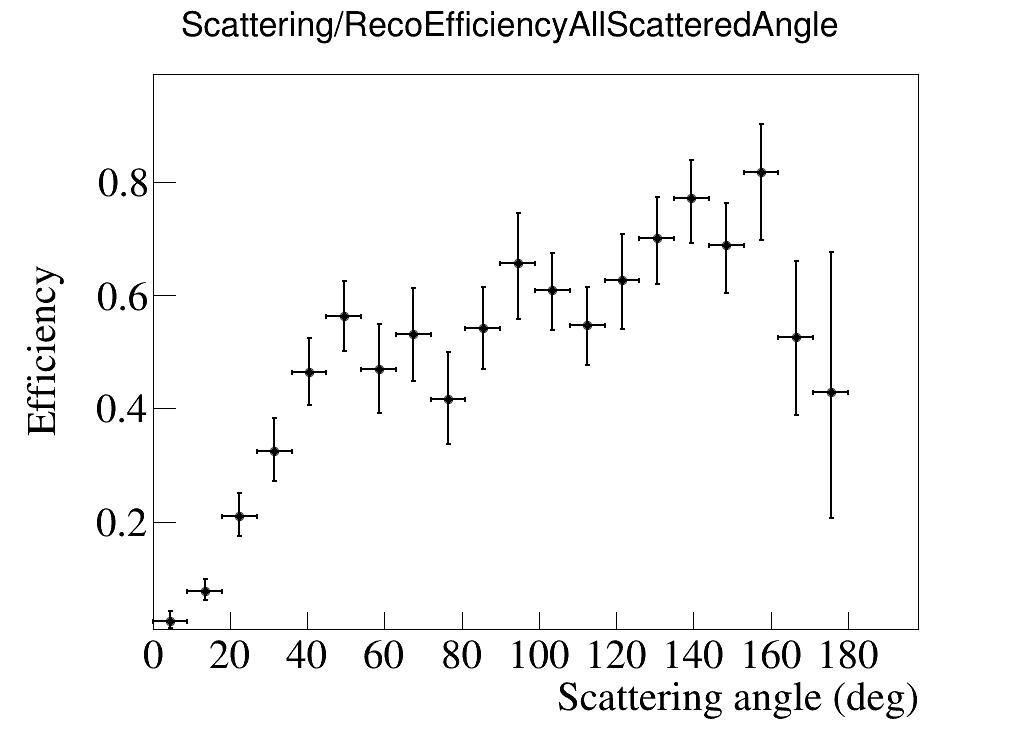 Scattering/RecoEfficiencyAllScatteredAngle
Efficiency
0.8
0.6
0.4
0.2
0 20 40 60 80 100 120 140 160 180
Scattering angle (deg)